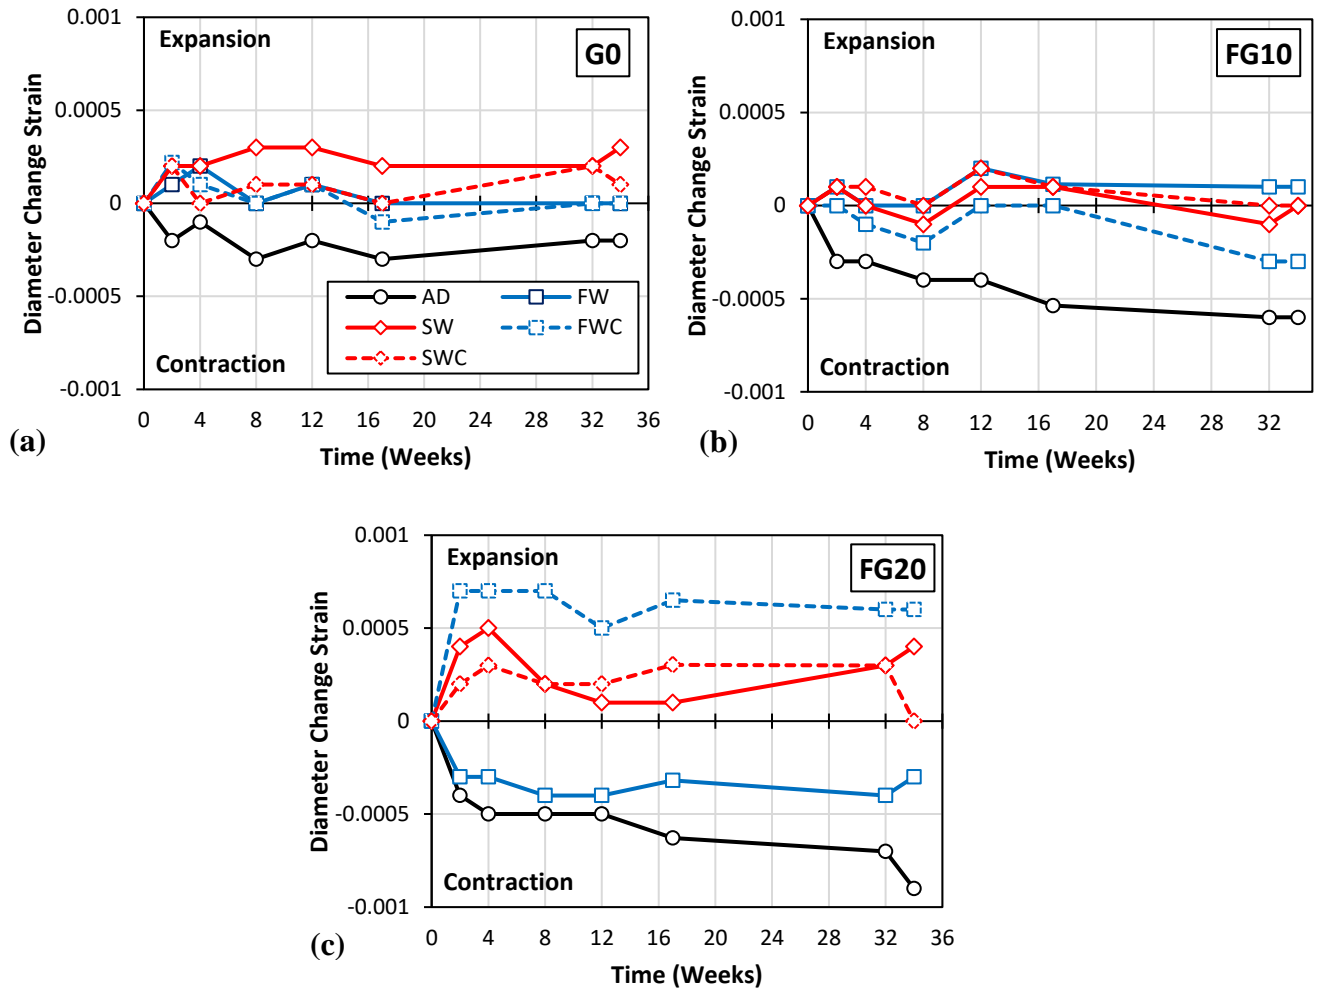 0.001
Expansion
G0
0.0005
0
-0.0005
-0.001
Diameter Change Strain
AD
FW
SW
FWC
SWC
Contraction
0 4 8 12 16 20 24 28 32 36
Time (Weeks)
(a)
0.001
Expansion
FG10
0.0005
0
-0.0005
-0.001
Diameter Change Strain
Contraction
0 4 8 12 16 20 24 28 32
Time (Weeks)
(b)
0.001
Expansion
FG20
0.0005
0
-0.0005
-0.001
Diameter Change Strain
Contraction
0 4 8 12 16 20 24 28 32 36
Time (Weeks)
(c)